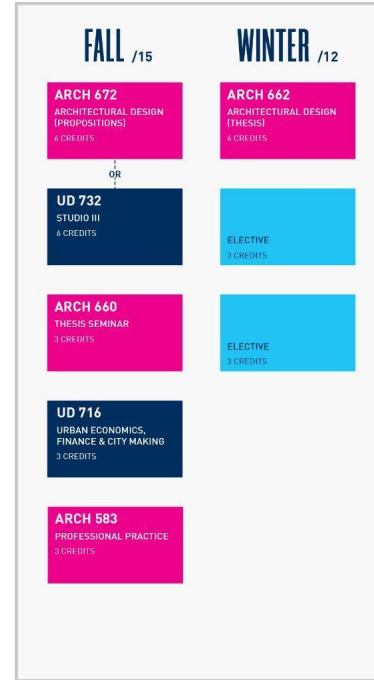 FALL /15
ARCH 672
ARCHITECTURAL DESIGN
(PROPOSITIONS)
6 CREDITS
OR
UD 732
STUDIO III
6 CREDITS
ARCH 660
THESIS SEMINAR
3 CREDITS
UD 716
URBAN ECONOMICS,
FINANCE & CITY MAKING
3 CREDITS
ARCH 583
PROFESSIONAL PRACTICE
3 CREDITS
WINTER /12
ARCH 662
ARCHITECTURAL DESIGN
(THESIS)
6 CREDITS
ELECTIVE
3 CREDITS
ELECTIVE
3 CREDITS